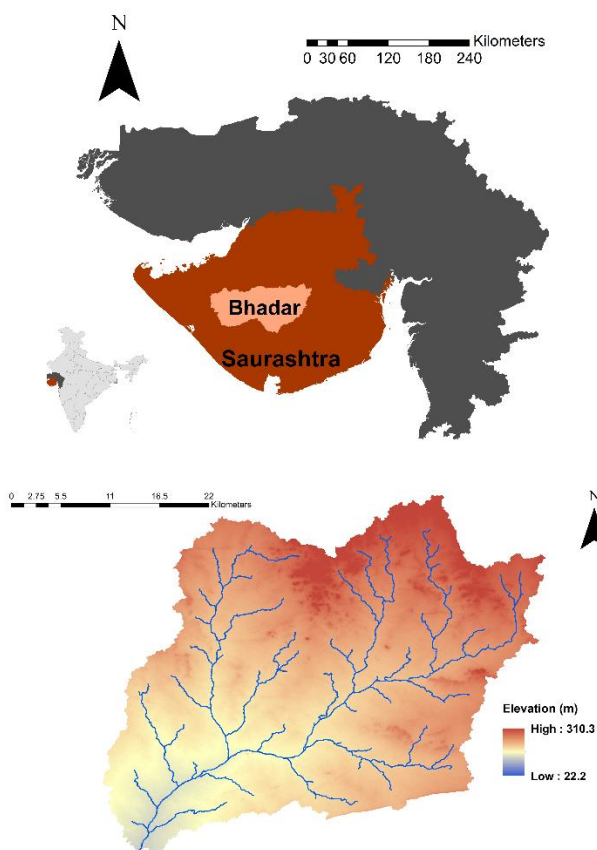 N
Kilometers
0 30 60 120 180 240
Bhadar
Saurashtra
0 2.75 5.5 11 16.5 22
Kilometers
N
Elevation (m)
High : 310.3
Low : 22.2